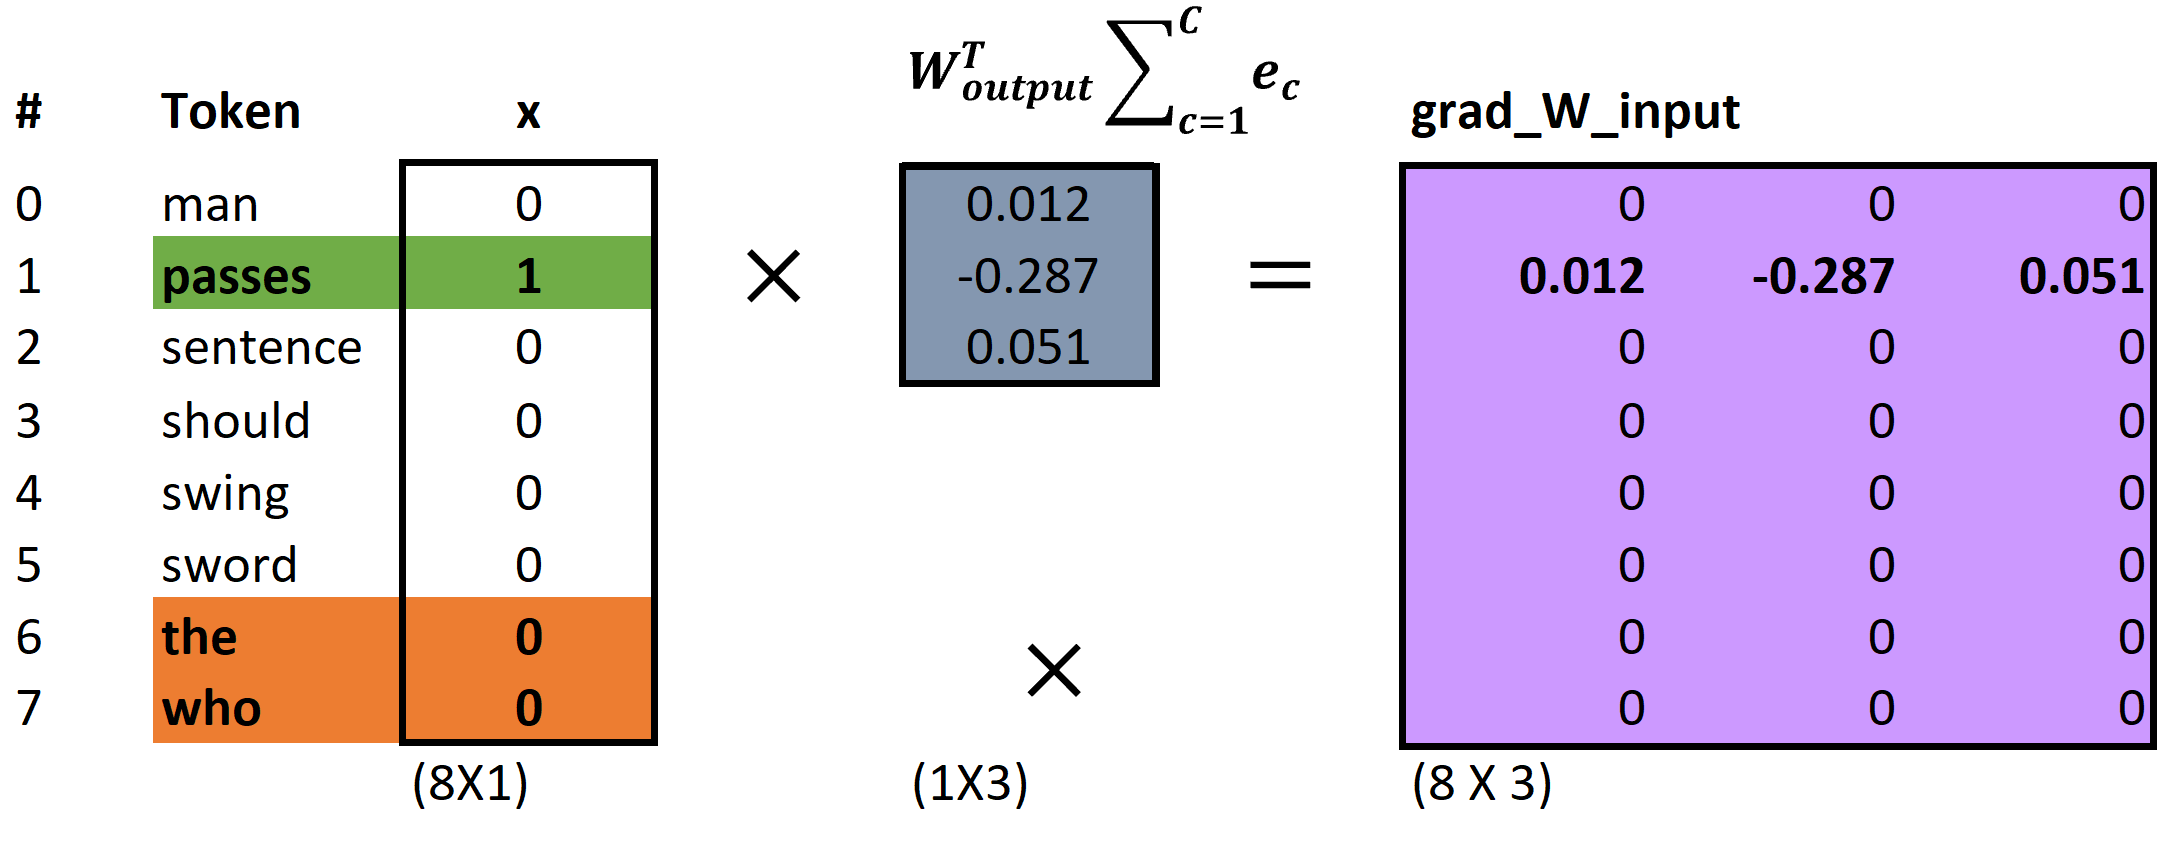 W^T_output ∑^C_c=1 e_c
# Token x grad_W_input
0 man 0 0.012 0 0 0
1 passes 1 × -0.287 = 0.012 -0.287 0.051
2 sentence 0 0.051 0 0 0
3 should 0 0 0 0
4 swing 0 0 0 0
5 sword 0 0 0 0
6 the 0 × 0 0 0
7 who 0 0 0 0
(8X1) (1X3) (8 X 3)